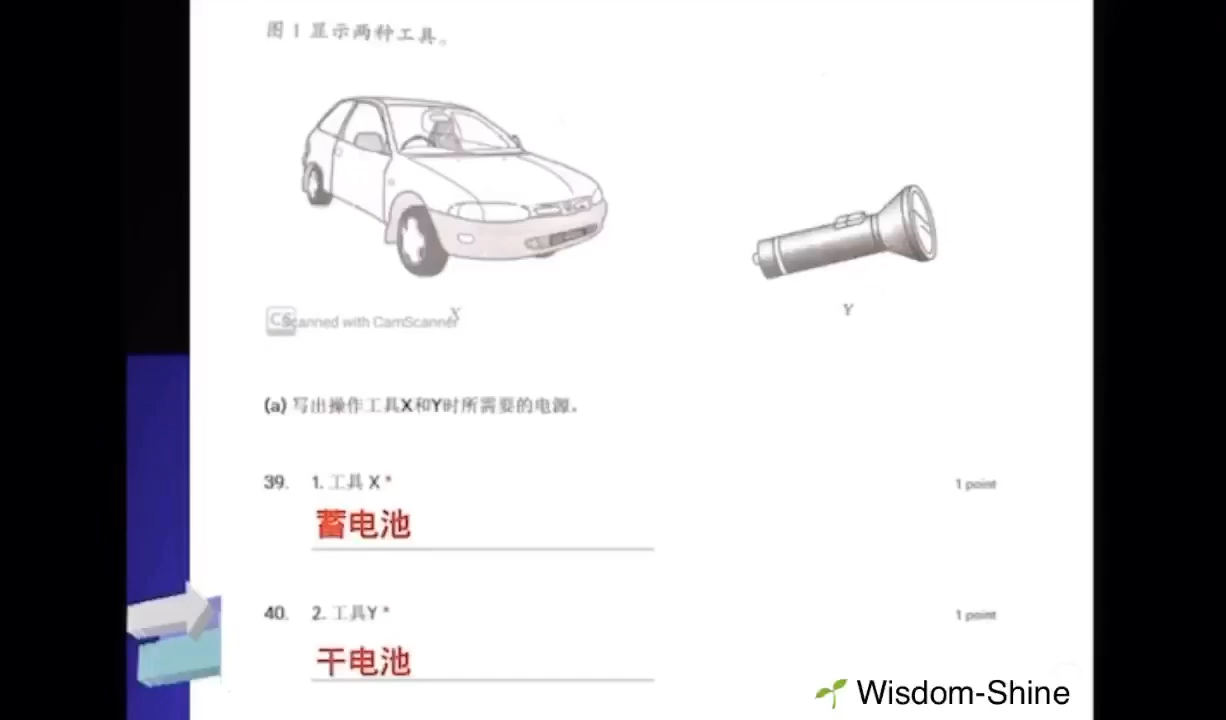 图 1 显示两种工具。
X
CS Scanned with CamScanner
Y
(a) 写出操作工具X和Y时所需要的电源。
39. 1. 工具 X * 1 point
蓄电池
40. 2. 工具Y * 1 point
干电池
Wisdom-Shine